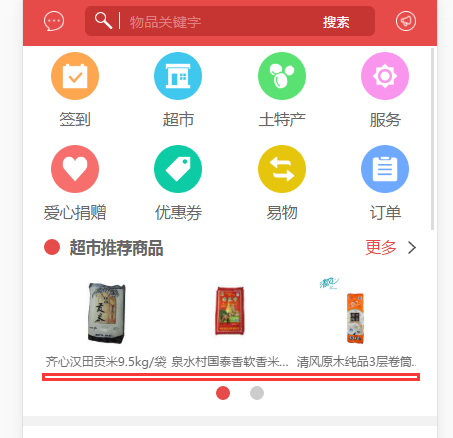 物品关键字 搜索
签到 超市 土特产 服务
爱心捐赠 优惠券 易物 订单
超市推荐商品 更多
齐心汉田贡米9.5kg/袋 泉水村国泰香软香米... 清风原木纯品3层卷筒...